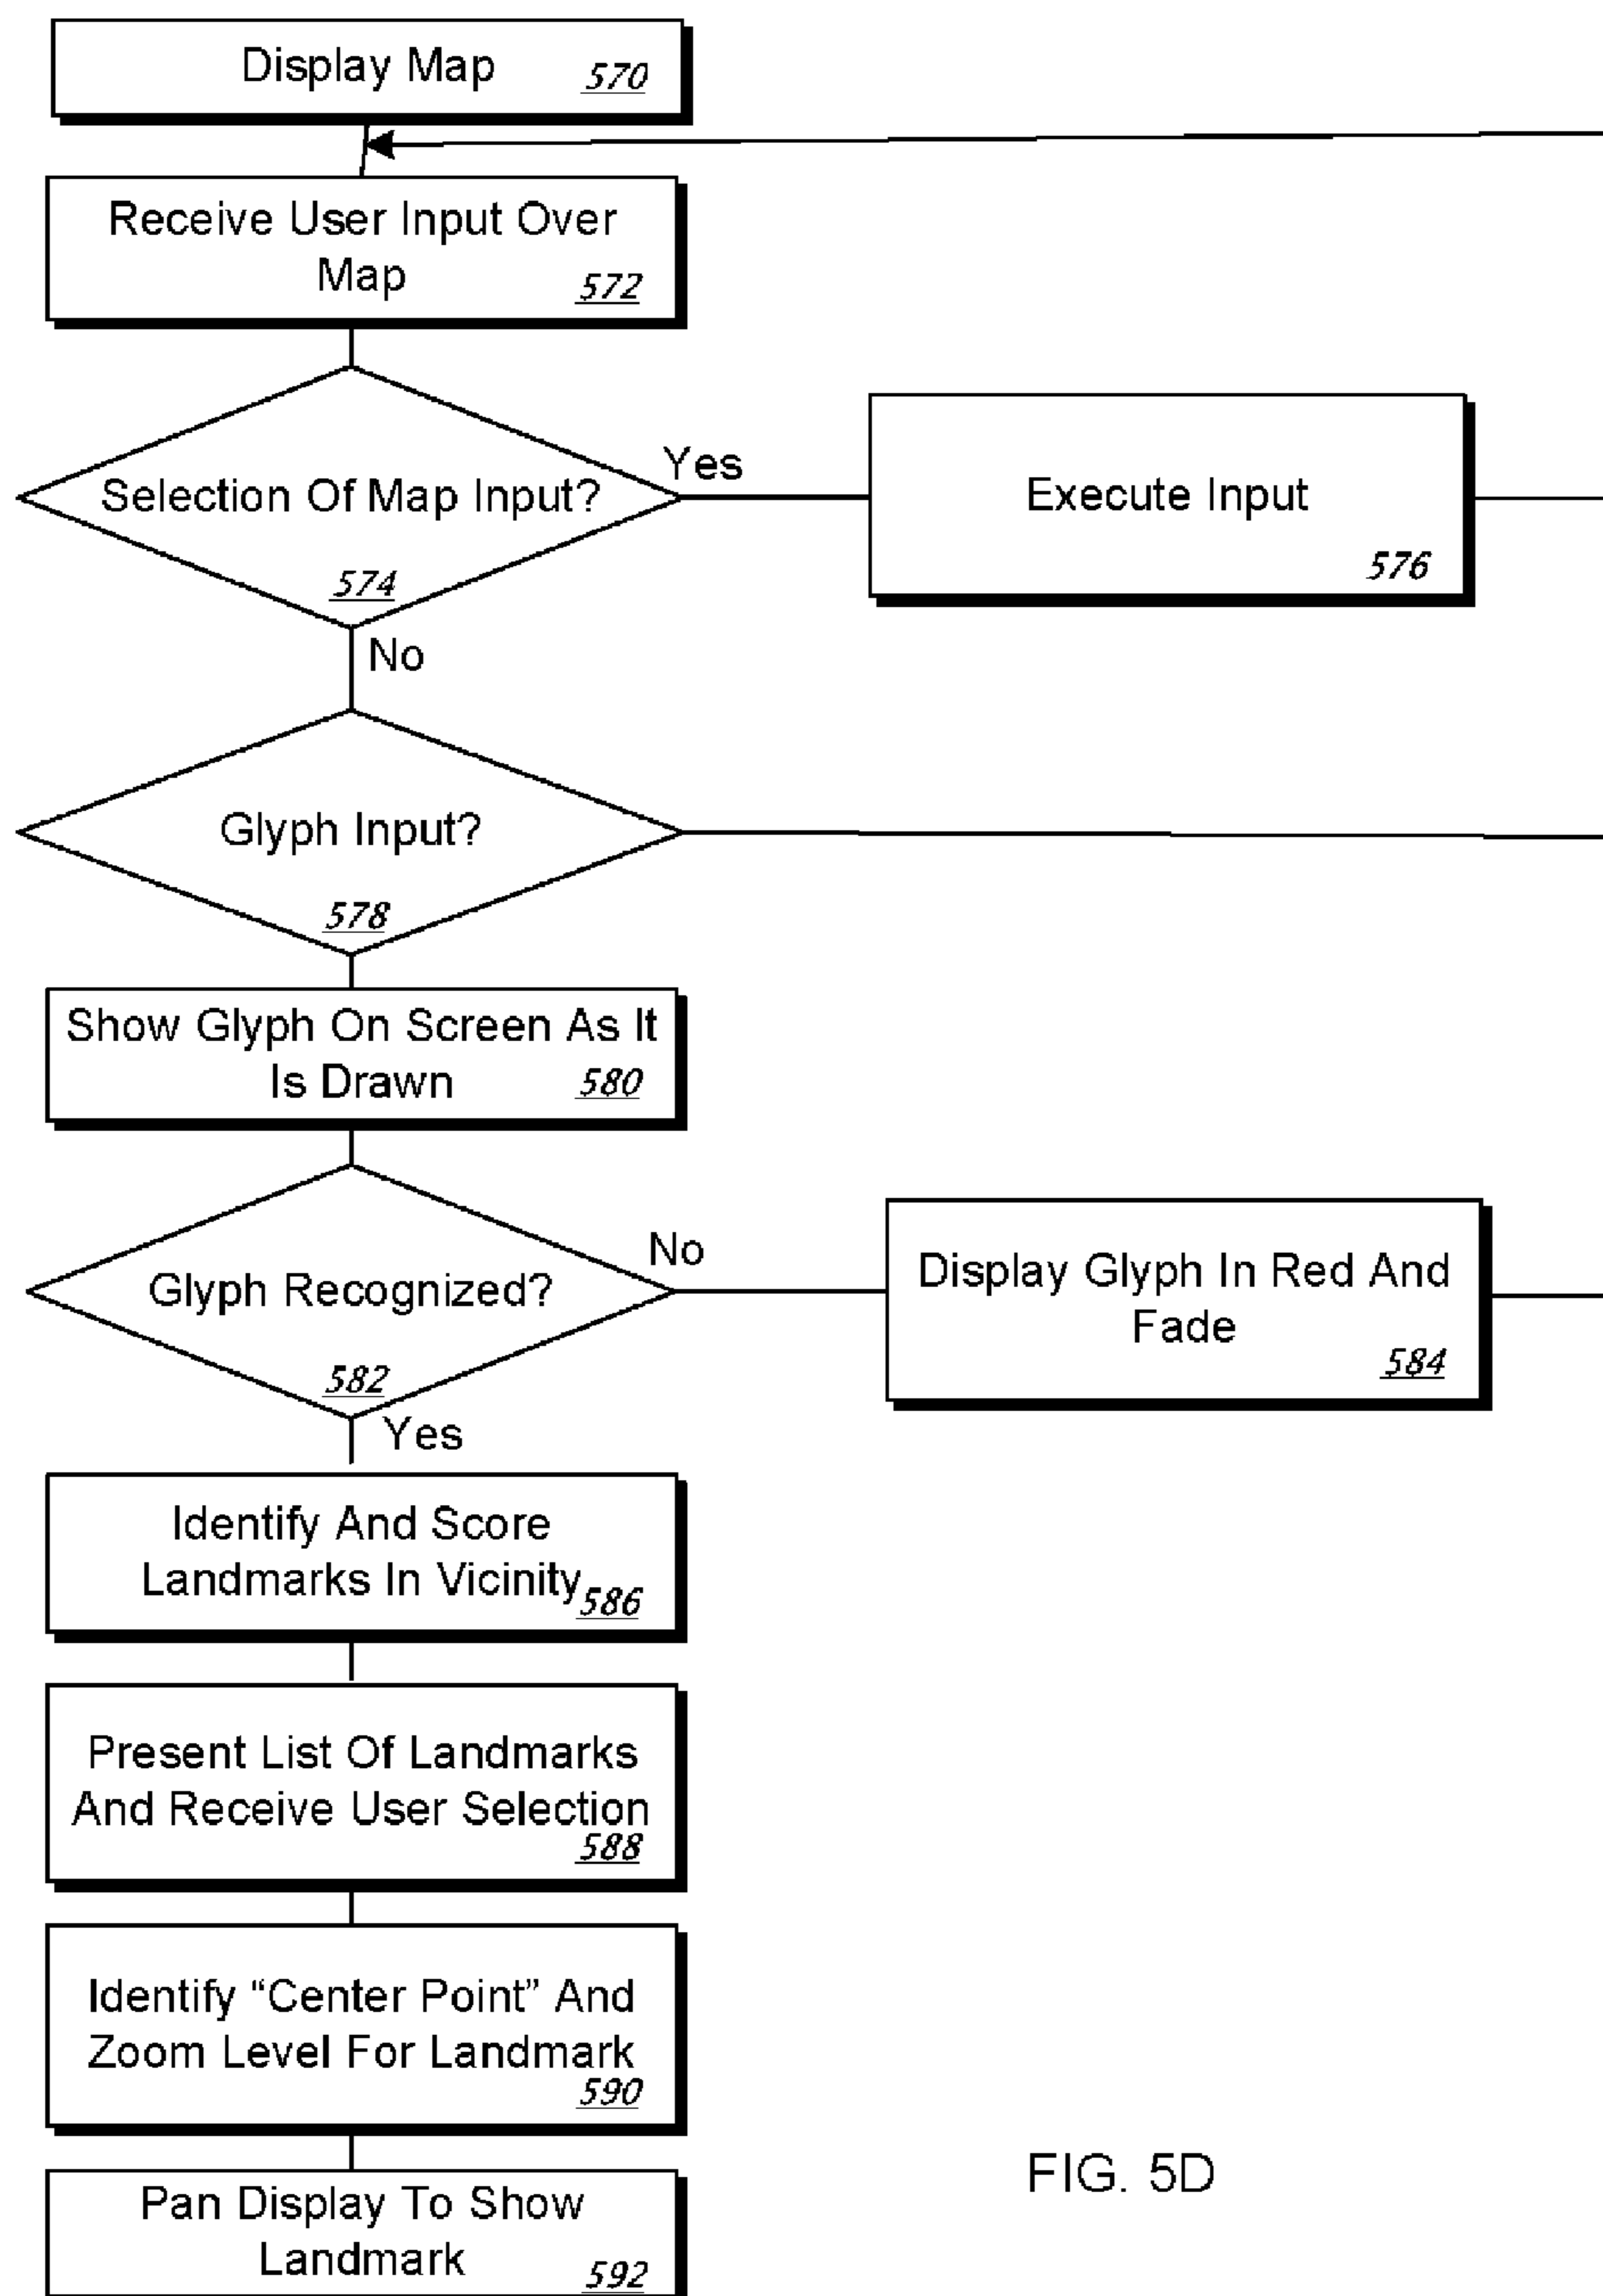 Display Map 570
Receive User Input Over
Map 572
Selection Of Map Input?
574
Yes
Execute Input
576
No
Glyph Input?
578
Show Glyph On Screen As It
Is Drawn 580
Glyph Recognized?
582
No
Display Glyph In Red And
Fade
584
Yes
Identify And Score
Landmarks In Vicinity 586
Present List Of Landmarks
And Receive User Selection
588
Identify “Center Point” And
Zoom Level For Landmark
590
Pan Display To Show
Landmark 592
FIG. 5D